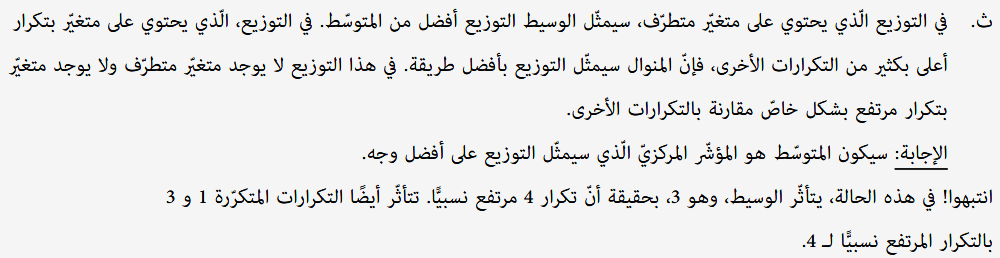 ث. في التوزيع الّذي يحتوي على متغيّر متطرّف، سيمثّل الوسيط التوزيع أفضل من المتوسّط. في التوزيع، الّذي يحتوي على متغيّر بتكرار
أعلى بكثير من التكرارات الأخرى، فإنّ المنوال سيمثّل التوزيع بأفضل طريقة. في هذا التوزيع لا يوجد متغيّر متطرّف ولا يوجد متغيّر
بتكرار مرتفع بشكل خاصّ مقارنة بالتكرارات الأخرى.
الإجابة: سيكون المتوسّط هو المؤشّر المركزيّ الّذي سيمثّل التوزيع على أفضل وجه.
انتبهوا! في هذه الحالة، يتأثّر الوسيط، وهو 3، بحقيقة أنّ تكرار 4 مرتفع نسبيًّا. تتأثّر أيضًا التكرارات المتكرّرة 1 و 3
بالتكرار المرتفع نسبيًّا لـ 4.